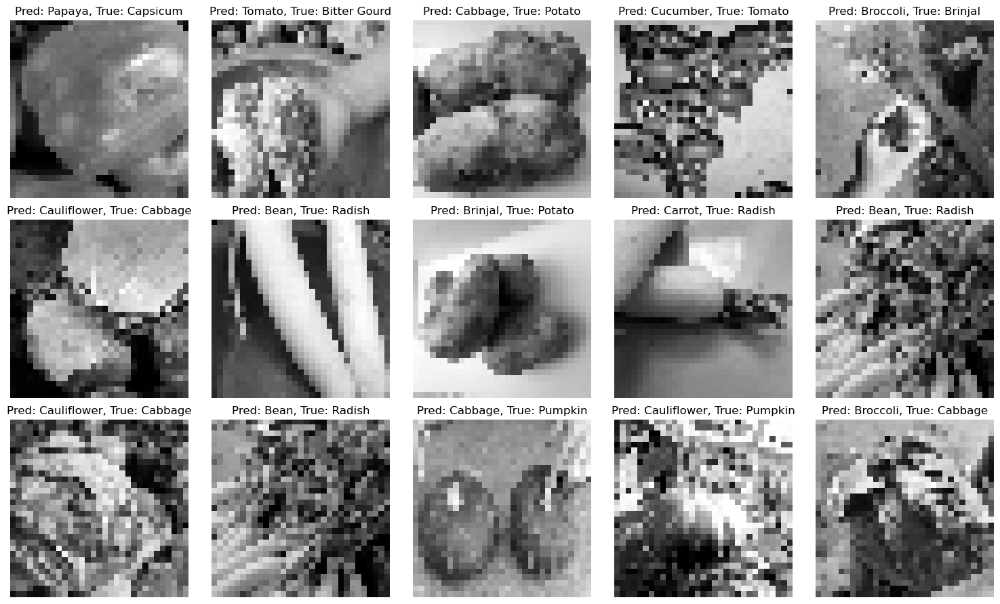 Pred: Papaya, True: Capsicum
Pred: Tomato, True: Bitter Gourd
Pred: Cabbage, True: Potato
Pred: Cucumber, True: Tomato
Pred: Broccoli, True: Brinjal
Pred: Cauliflower, True: Cabbage
Pred: Bean, True: Radish
Pred: Brinjal, True: Potato
Pred: Carrot, True: Radish
Pred: Bean, True: Radish
Pred: Cauliflower, True: Cabbage
Pred: Bean, True: Radish
Pred: Cabbage, True: Pumpkin
Pred: Cauliflower, True: Pumpkin
Pred: Broccoli, True: Cabbage